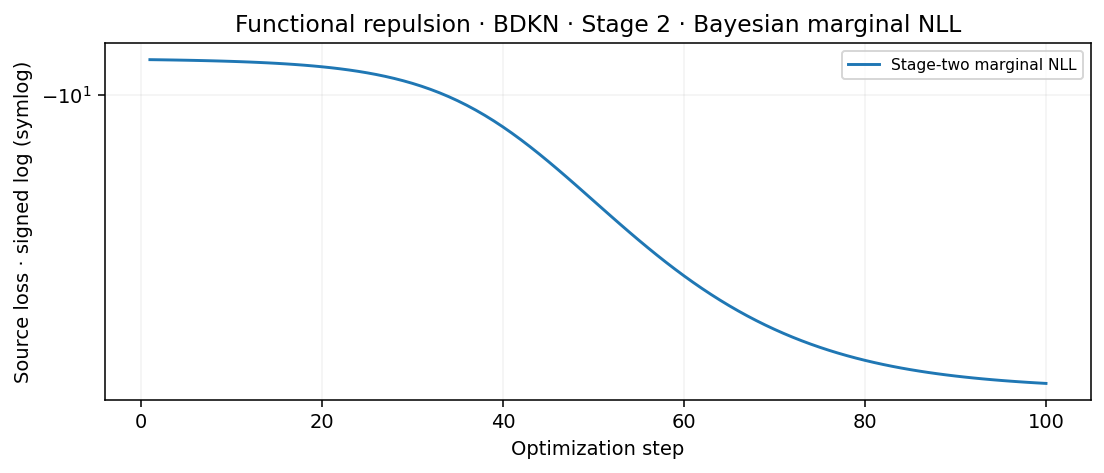 Functional repulsion · BDKN · Stage 2 · Bayesian marginal NLL
Stage-two marginal NLL
Source loss · signed log (symlog)
−10¹
0 20 40 60 80 100
Optimization step